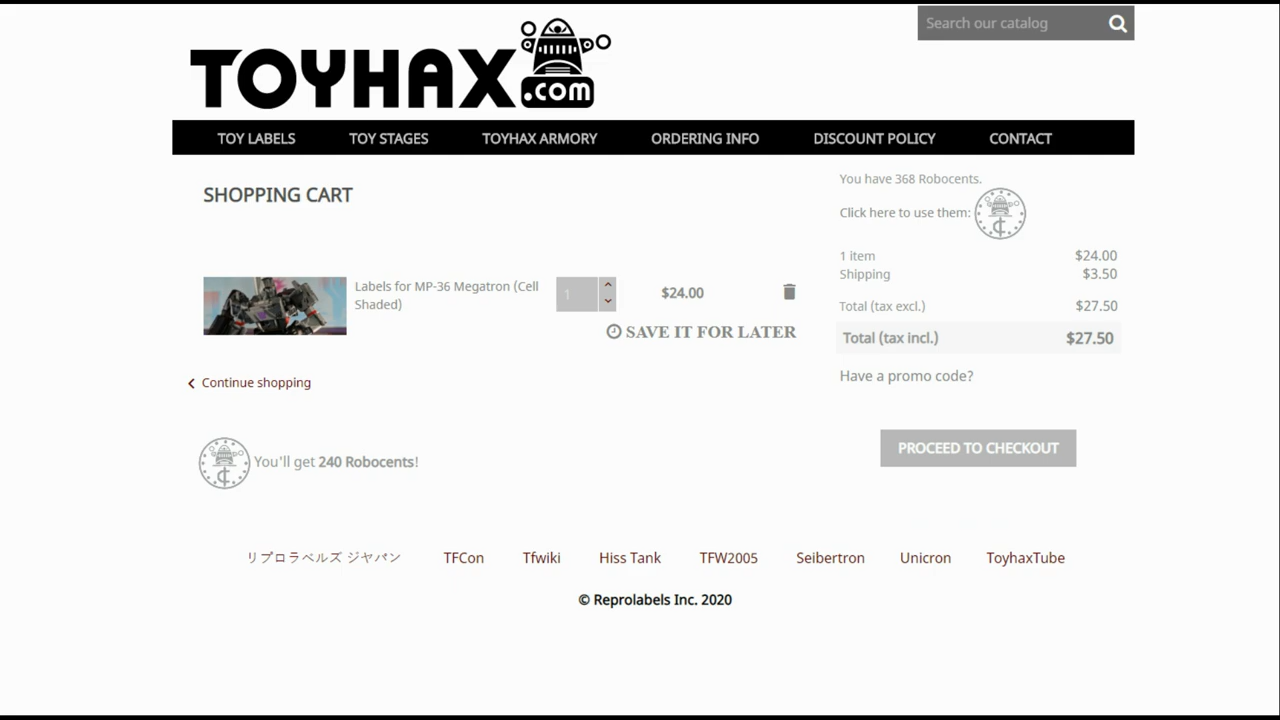 Search our catalog
TOYHAX
.com
TOY LABELS TOY STAGES TOYHAX ARMORY ORDERING INFO DISCOUNT POLICY CONTACT
SHOPPING CART
You have 368 Robocents.
Click here to use them:
1 item $24.00
Shipping $3.50
Total (tax excl.) $27.50
Total (tax incl.) $27.50
Have a promo code?
PROCEED TO CHECKOUT
Labels for MP-36 Megatron (Cell
Shaded)
1
$24.00
SAVE IT FOR LATER
Continue shopping
You'll get 240 Robocents!
リプロラベルズ ジャパン TFCon Tfwiki Hiss Tank TFW2005 Seibertron Unicron ToyhaxTube
© Reprolabels Inc. 2020